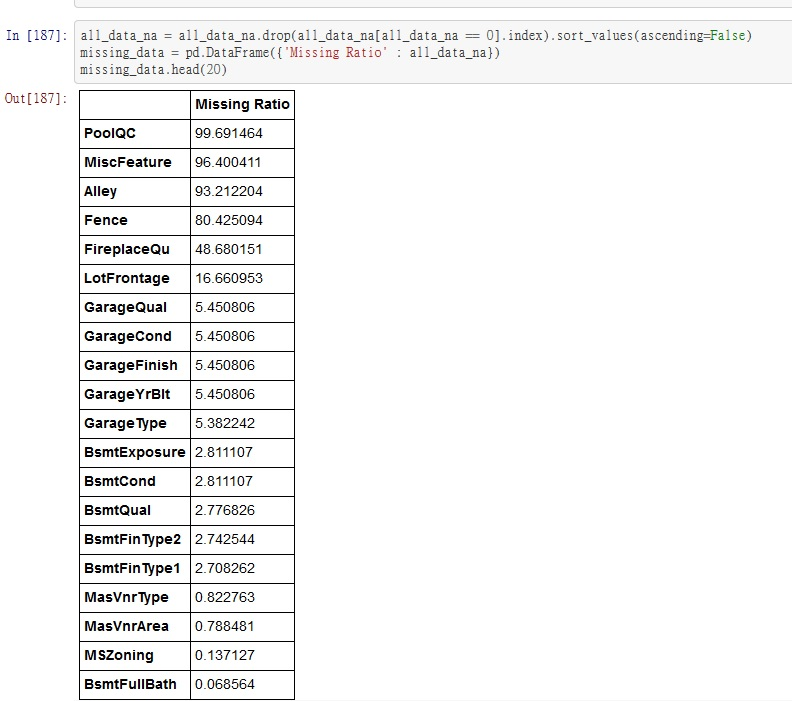 In [187]: all_data_na = all_data_na.drop(all_data_na[all_data_na == 0].index).sort_values(ascending=False)
missing_data = pd.DataFrame({'Missing Ratio' : all_data_na})
missing_data.head(20)
Out[187]:
Missing Ratio
PoolQC 99.691464
MiscFeature 96.400411
Alley 93.212204
Fence 80.425094
FireplaceQu 48.680151
LotFrontage 16.660953
GarageQual 5.450806
GarageCond 5.450806
GarageFinish 5.450806
GarageYrBlt 5.450806
GarageType 5.382242
BsmtExposure 2.811107
BsmtCond 2.811107
BsmtQual 2.776826
BsmtFinType2 2.742544
BsmtFinType1 2.708262
MasVnrType 0.822763
MasVnrArea 0.788481
MSZoning 0.137127
BsmtFullBath 0.068564